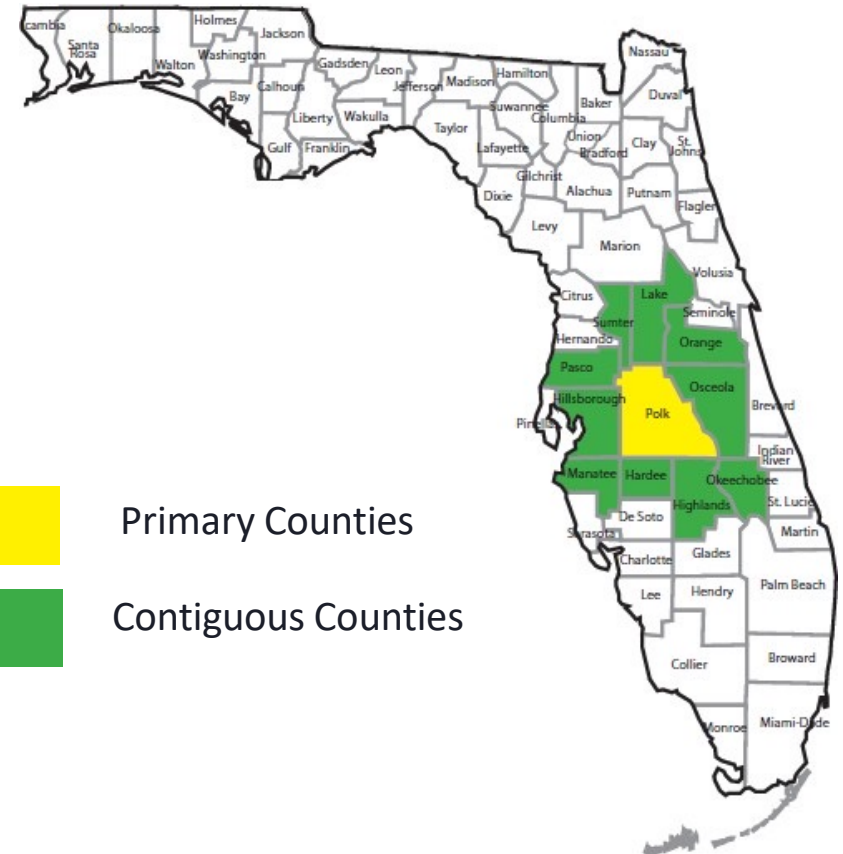 cambia
Santa
Rosa
Okaloosa
Walton
Holmes
Washington
Jackson
Bay
Calhoun
Gulf
Liberty
Franklin
Gadsden
Leon
Wakulla
Jefferson
Madison
Taylor
Hamilton
Suwannee
Lafayette
Columbia
Dixie
Gilchrist
Baker
Union
Bradford
Nassau
Duval
Clay
St.
Johns
Alachua
Putnam
Flagler
Levy
Marion
Volusia
Citrus
Lake
Sumter
Seminole
Hernando
Orange
Pasco
Osceola
Hillsborough
Polk
Brevard
Pinellas
Indian
River
Manatee
Hardee
Okeechobee
Highlands
St. Lucie
De Soto
Sarasota
Martin
Charlotte
Glades
Lee
Hendry
Palm Beach
Collier
Broward
Monroe
Miami-Dade
Primary Counties
Contiguous Counties